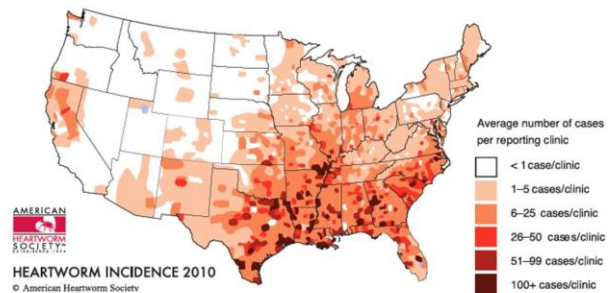 Average number of cases
per reporting clinic
< 1 case/clinic
1–5 cases/clinic
6–25 cases/clinic
26–50 cases/clinic
51–99 cases/clinic
100+ cases/clinic
AMERICAN
HEARTWORM
SOCIETY
ESTABLISHED 1974
HEARTWORM INCIDENCE 2010
© American Heartworm Society